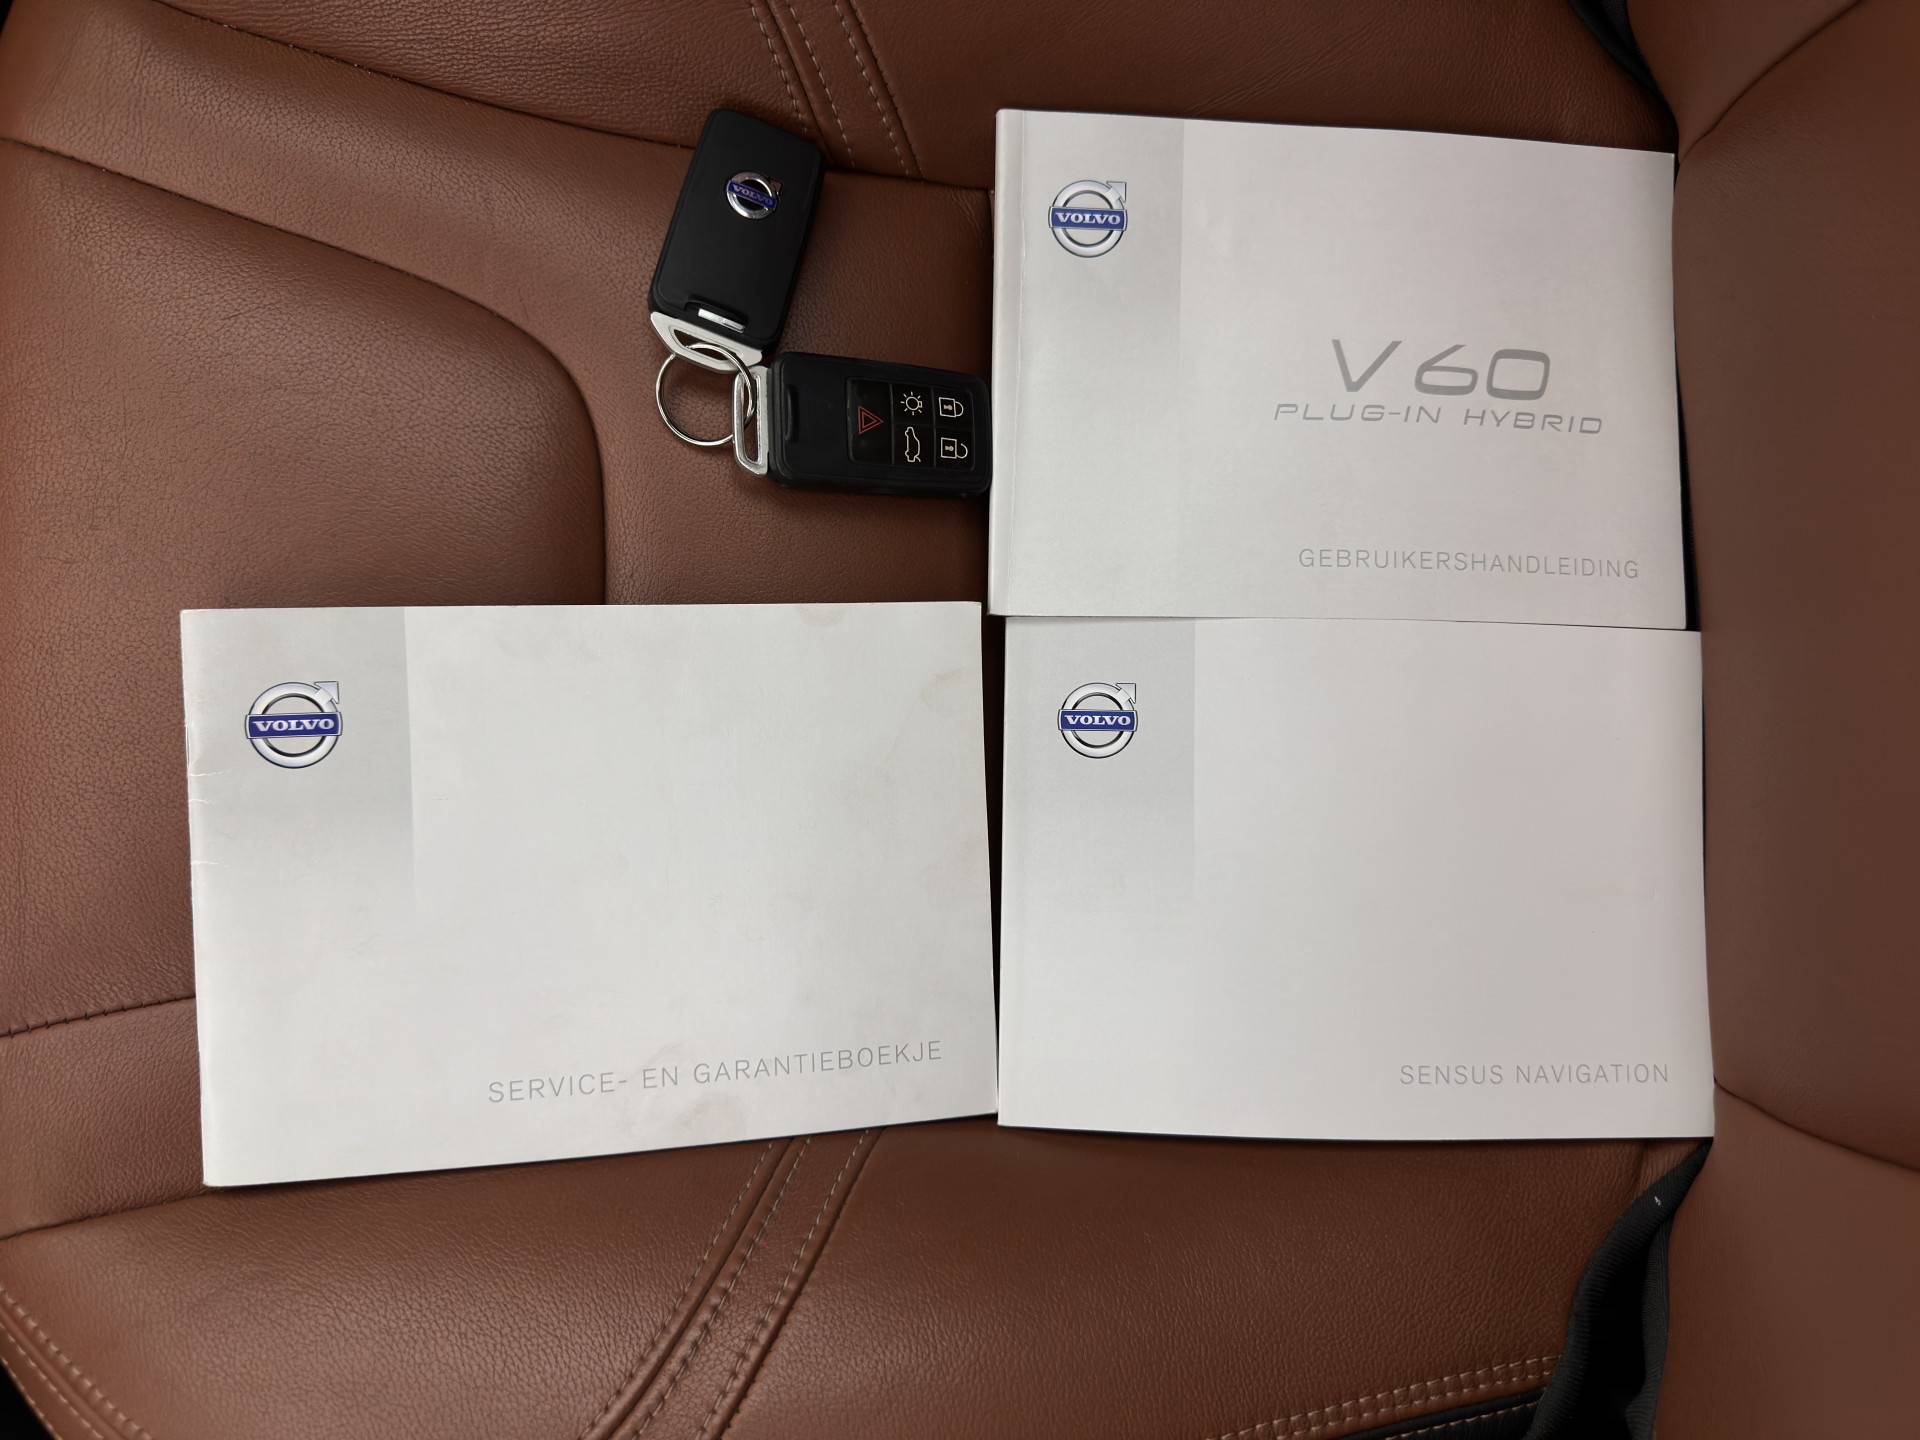 VOLVO
VOLVO
V60
PLUG-IN HYBRID
GEBRUIKERSHANDLEIDING
VOLVO
SERVICE- EN GARANTIEBOEKJE
VOLVO
SENSUS NAVIGATION